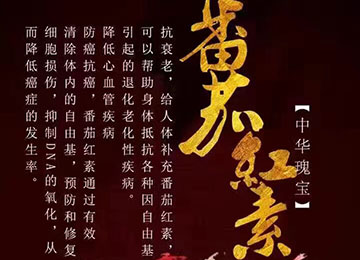 番茄红素
【中华瑰宝】
抗衰老,给人体补充番茄红素,
可以帮助身体抵抗各种因自由基
引起的退化老化性疾病。
降低心血管疾病
防癌抗癌,番茄红素通过有效
清除体内的自由基,预防和修复
细胞损伤,抑制DNA的氧化,从
而降低癌症的发生率。